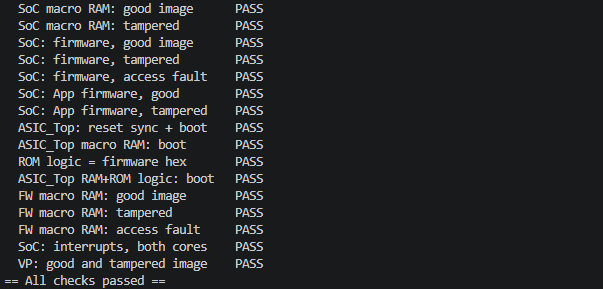 SoC macro RAM: good image PASS
SoC macro RAM: tampered PASS
SoC: firmware, good image PASS
SoC: firmware, tampered PASS
SoC: firmware, access fault PASS
SoC: App firmware, good PASS
SoC: App firmware, tampered PASS
ASIC_Top: reset sync + boot PASS
ASIC_Top macro RAM: boot PASS
ROM logic = firmware hex PASS
ASIC_Top RAM+ROM logic: boot PASS
FW macro RAM: good image PASS
FW macro RAM: tampered PASS
FW macro RAM: access fault PASS
SoC: interrupts, both cores PASS
VP: good and tampered image PASS
== All checks passed ==